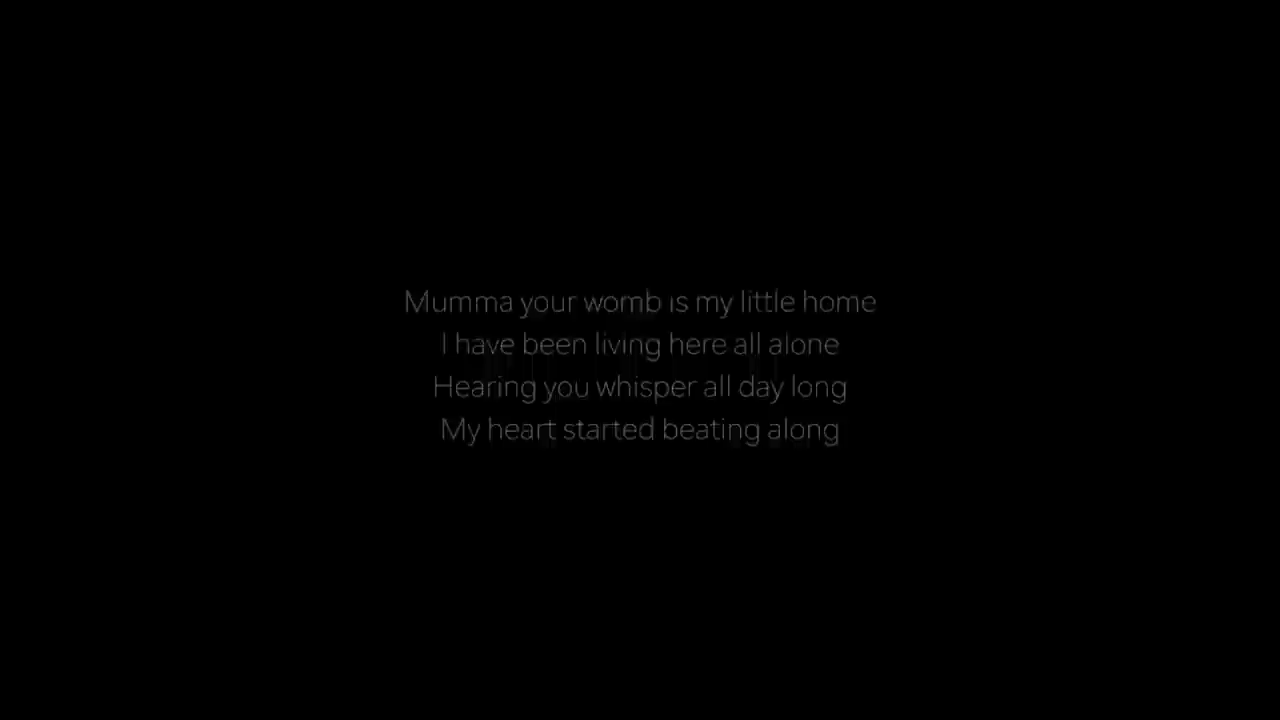 Mumma your womb is my little home
I have been living here all alone
Hearing you whisper all day long
My heart started beating along